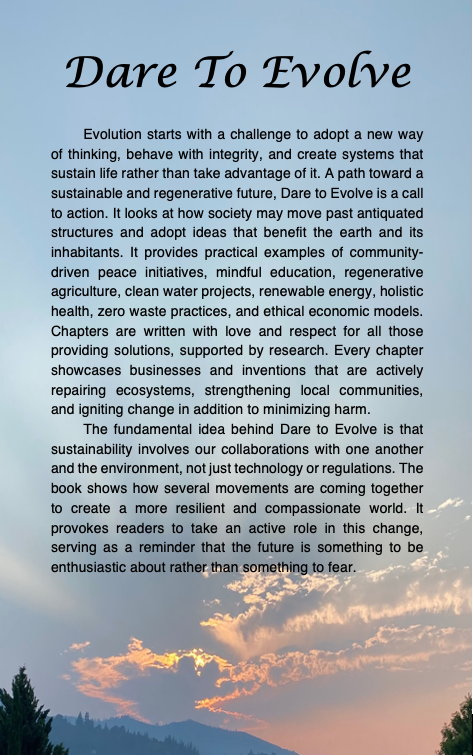 Dare To Evolve
Evolution starts with a challenge to adopt a new way
of thinking, behave with integrity, and create systems that
sustain life rather than take advantage of it. A path toward a
sustainable and regenerative future, Dare to Evolve is a call
to action. It looks at how society may move past antiquated
structures and adopt ideas that benefit the earth and its
inhabitants. It provides practical examples of community-
driven peace initiatives, mindful education, regenerative
agriculture, clean water projects, renewable energy, holistic
health, zero waste practices, and ethical economic models.
Chapters are written with love and respect for all those
providing solutions, supported by research. Every chapter
showcases businesses and inventions that are actively
repairing ecosystems, strengthening local communities,
and igniting change in addition to minimizing harm.
The fundamental idea behind Dare to Evolve is that
sustainability involves our collaborations with one another
and the environment, not just technology or regulations. The
book shows how several movements are coming together
to create a more resilient and compassionate world. It
provokes readers to take an active role in this change,
serving as a reminder that the future is something to be
enthusiastic about rather than something to fear.